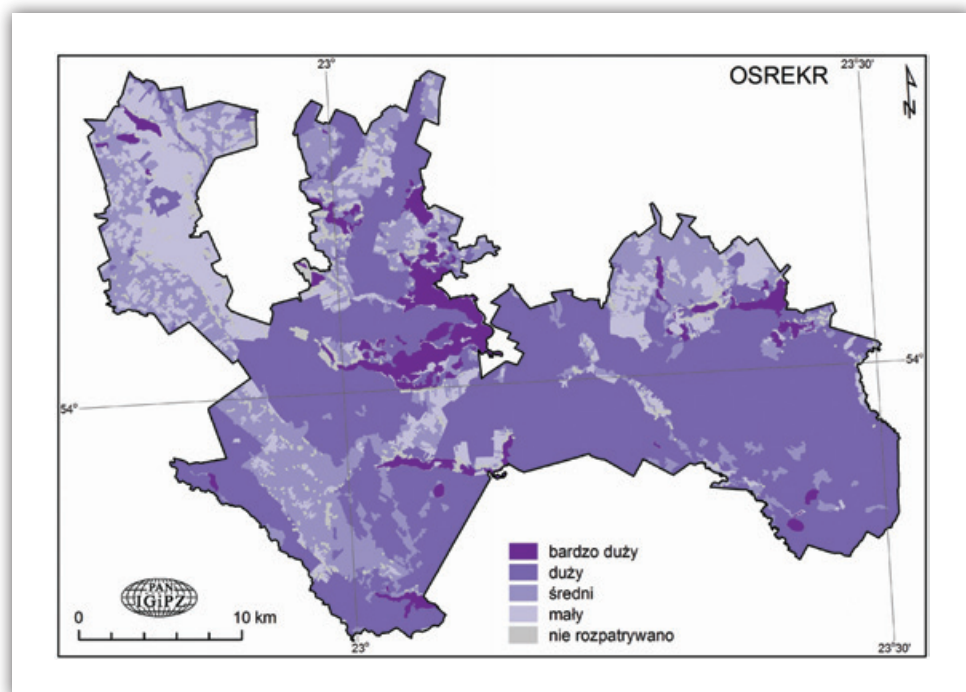 23°
23°30'
OSREKR
N
54°
54°
bardzo duży
duży
średni
mały
nie rozpatrywano
PAN
IGiPZ
0 10 km
23°
23°30'